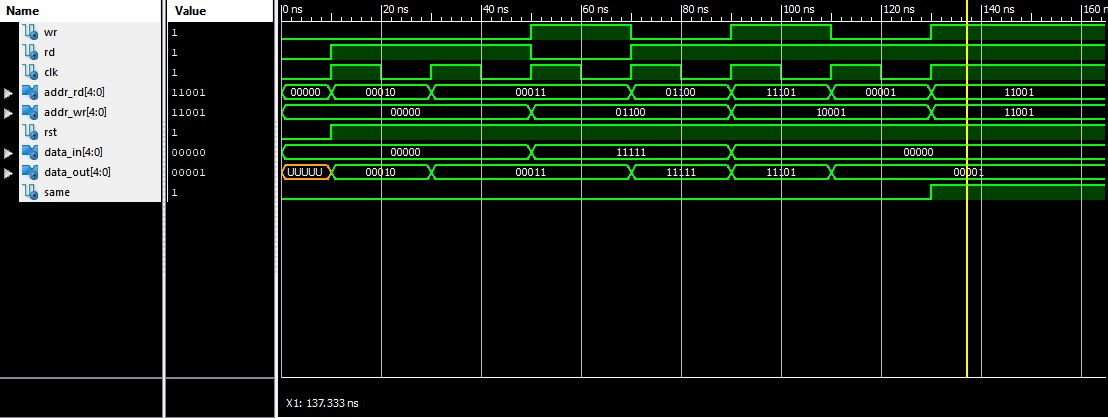 Name Value 0 ns 20 ns 40 ns 60 ns 80 ns 100 ns 120 ns 140 ns 160 n
wr 1
rd 1
clk 1
addr_rd[4:0] 11001 00000 00010 00011 01100 11101 00001 11001
addr_wr[4:0] 11001 00000 01100 10001 11001
rst 1
data_in[4:0] 00000 00000 11111 00000
data_out[4:0] 00001 UUUUU 00010 00011 11111 11101 00001
same 1
X1: 137.333 ns